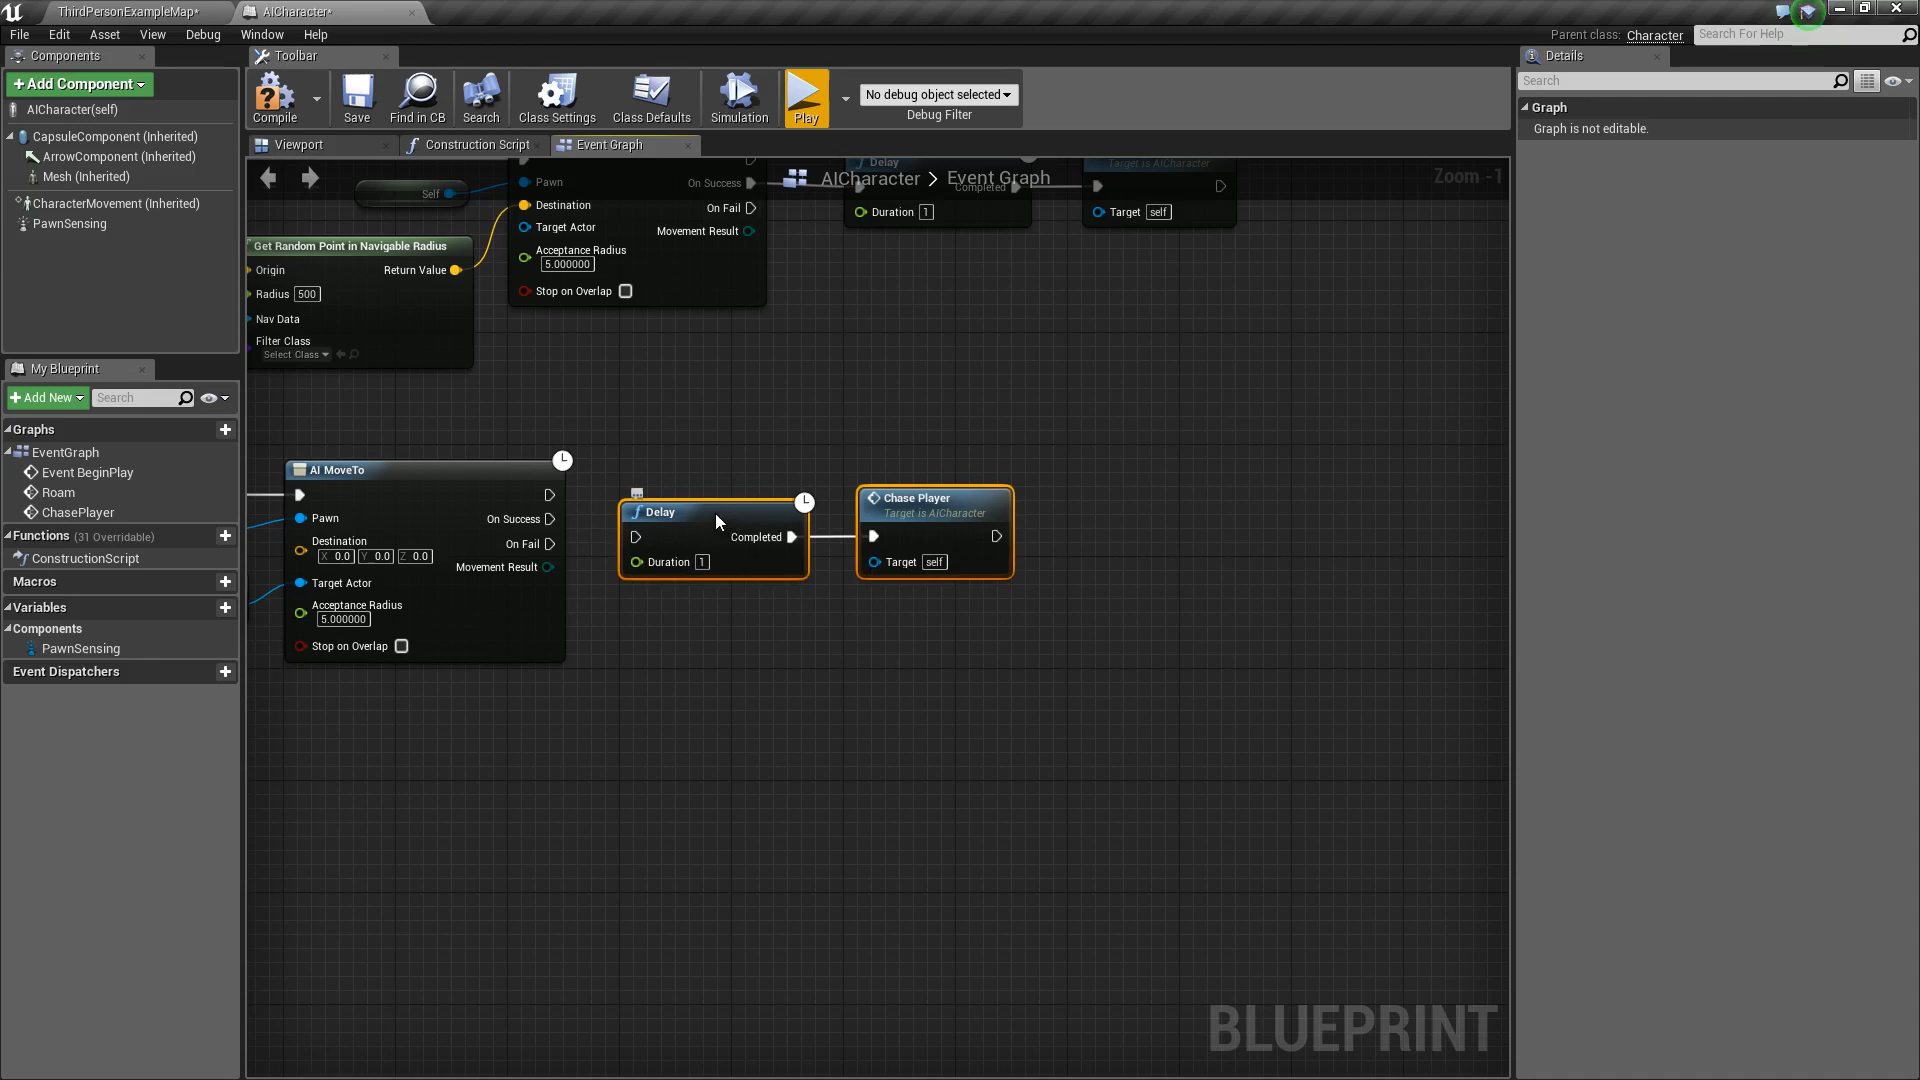 ThirdPersonExampleMap*
AICharacter*
File Edit Asset View Debug Window Help
Parent class: Character
Search For Help
Components
Toolbar
Details
+Add Component
Compile
Save
Find in CB
Search
Class Settings
Class Defaults
Simulation
Play
No debug object selected
Debug Filter
Search
Graph
Graph is not editable.
AICharacter(self)
CapsuleComponent (Inherited)
ArrowComponent (Inherited)
Mesh (Inherited)
CharacterMovement (Inherited)
PawnSensing
Viewport
Construction Script
Event Graph
AICharacter > Event Graph
Zoom -1
Self
Pawn
On Success
Destination
On Fail
Target Actor
Movement Result
Acceptance Radius
5.000000
Stop on Overlap
Delay
Completed
Duration 1
Target is AICharacter
Target self
Get Random Point in Navigable Radius
Origin
Return Value
Radius 500
Nav Data
Filter Class
Select Class
My Blueprint
+Add New
Search
Graphs
EventGraph
Event BeginPlay
Roam
ChasePlayer
Functions (31 Overridable)
ConstructionScript
Macros
Variables
Components
PawnSensing
Event Dispatchers
AI MoveTo
Pawn
On Success
Destination
X 0.0 Y 0.0 Z 0.0
On Fail
Movement Result
Target Actor
Acceptance Radius
5.000000
Stop on Overlap
Delay
Completed
Duration 1
Chase Player
Target is AICharacter
Target self
BLUEPRINT